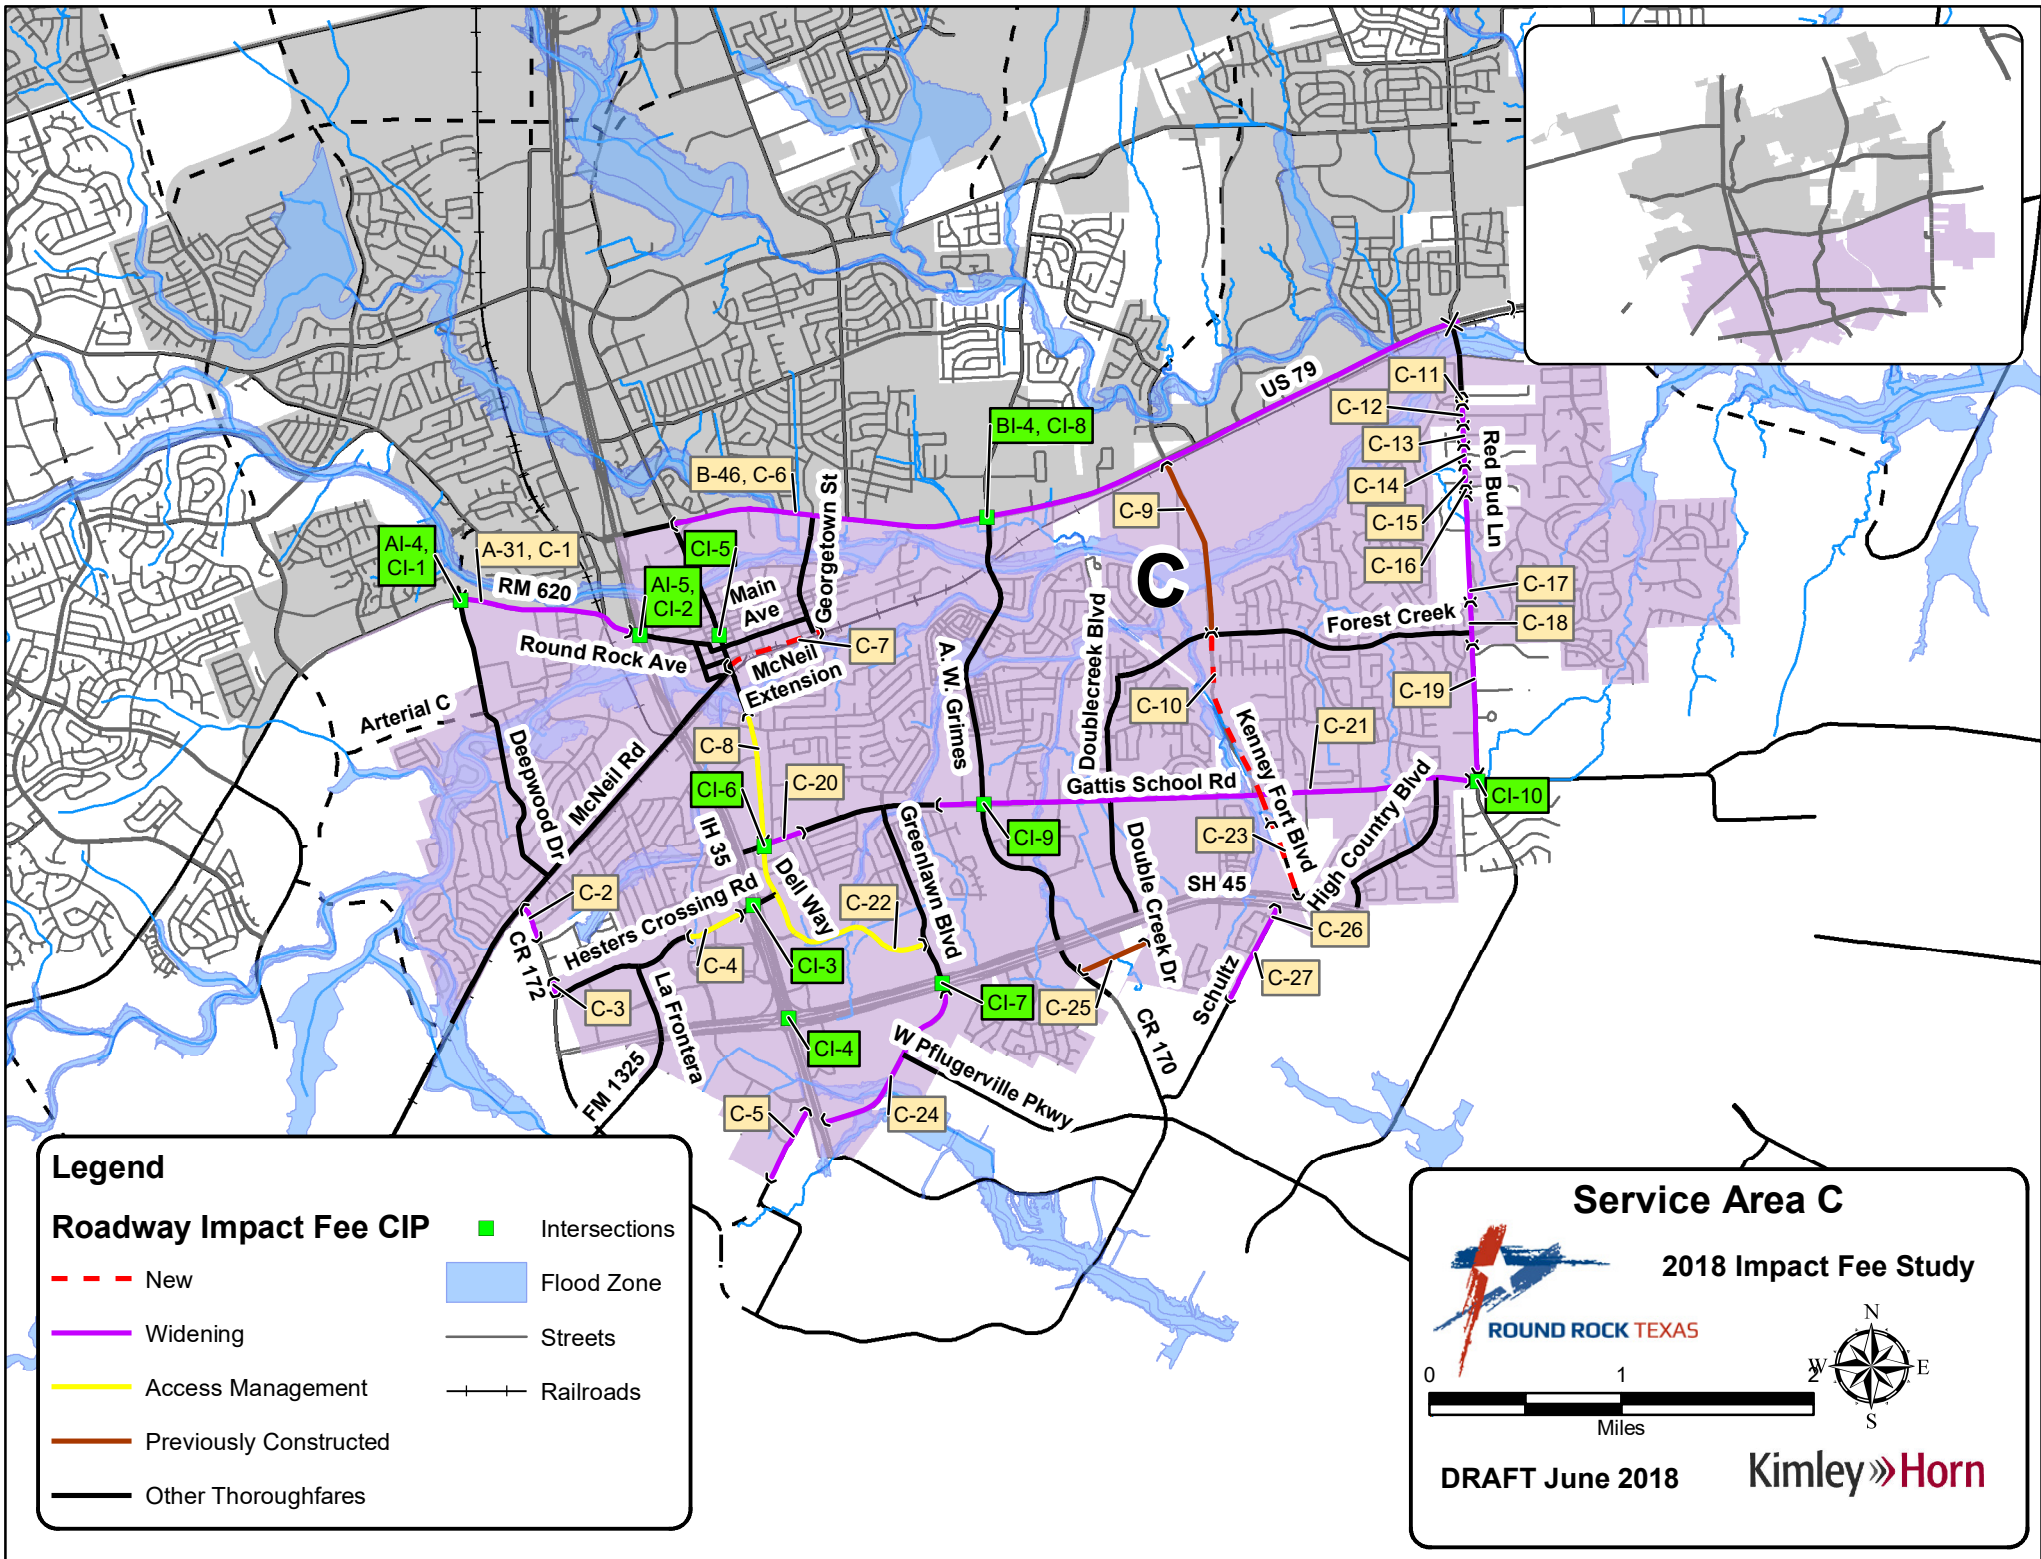 US 79
C-11
C-12
C-13
C-14
C-15
C-16
Red Bud Ln
BI-4, CI-8
B-46, C-6
Georgetown St
C-9
C
AI-4,
CI-1
A-31, C-1
RM 620
CI-5
AI-5,
CI-2
Main
Ave
Round Rock Ave
McNeil
Extension
C-7
C-17
C-18
Forest Creek
A. W. Grimes
Doublecreek Blvd
C-10
C-19
Arterial C
Deepwood Dr
McNeil Rd
C-8
CI-6
C-20
C-21
Kenney Fort Blvd
Gattis School Rd
High Country Blvd
CI-10
IH 35
Dell Way
Greenlawn Blvd
CI-9
Double Creek Dr
C-23
SH 45
C-2
CR 172
Hesters Crossing Rd
C-22
C-4
CI-3
C-26
C-27
Schultz
C-3
La Frontera
CI-7
C-25
CI-4
CR 170
FM 1325
W Pflugerville Pkwy
C-5
C-24
Legend
Roadway Impact Fee CIP
New
Widening
Access Management
Previously Constructed
Other Thoroughfares
Intersections
Flood Zone
Streets
Railroads
Service Area C
2018 Impact Fee Study
ROUND ROCK TEXAS
N
W
E
S
0 1 2
Miles
DRAFT June 2018
Kimley»Horn